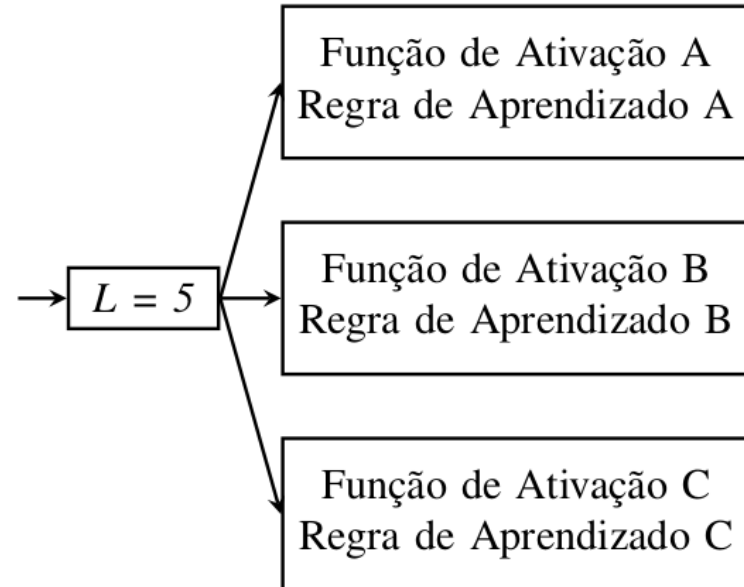 Função de Ativação A
Regra de Aprendizado A
L = 5
Função de Ativação B
Regra de Aprendizado B
Função de Ativação C
Regra de Aprendizado C